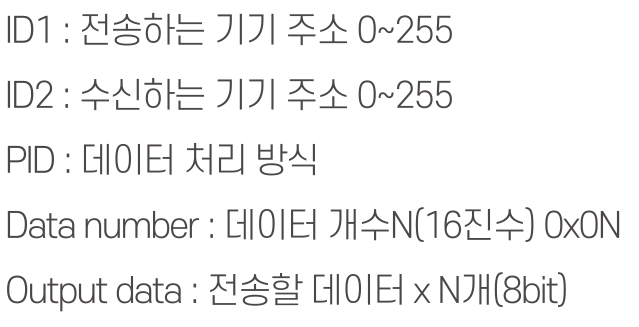 ID1 : 전송하는 기기 주소 0~255
ID2 : 수신하는 기기 주소 0~255
PID : 데이터 처리 방식
Data number : 데이터 개수N(16진수) 0x0N
Output data : 전송할 데이터 x N개(8bit)